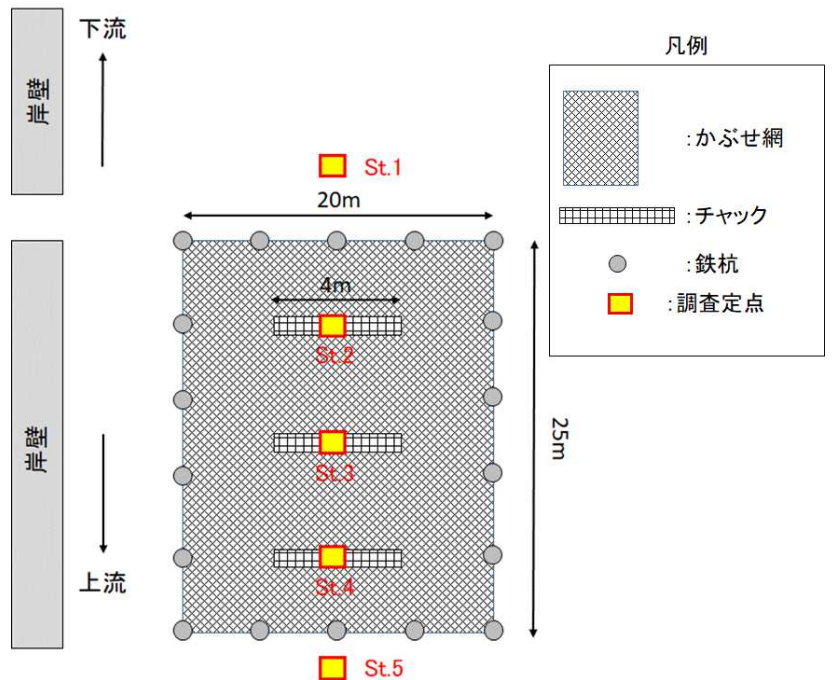 下流
岸壁
St.1
20m
4m
St.2
St.3
St.4
25m
岸壁
上流
St.5
凡例
:かぶせ網
:チャック
:鉄杭
:調査定点